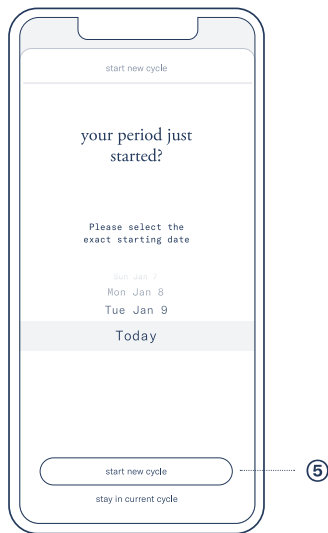 start new cycle
your period just
started?
Please select the
exact starting date
Sun Jan 7
Mon Jan 8
Tue Jan 9
Today
start new cycle
5
stay in current cycle